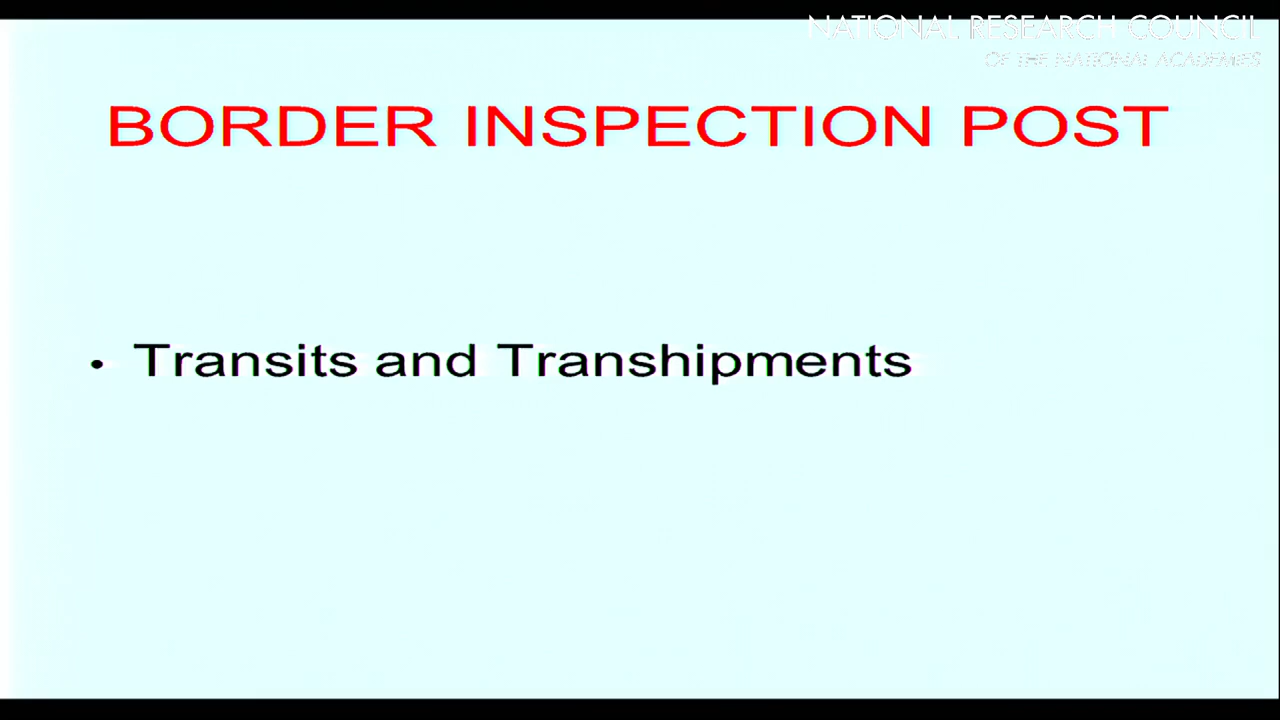 NATIONAL RESEARCH COUNCIL
OF THE NATIONAL ACADEMIES
BORDER INSPECTION POST
• Transits and Transhipments